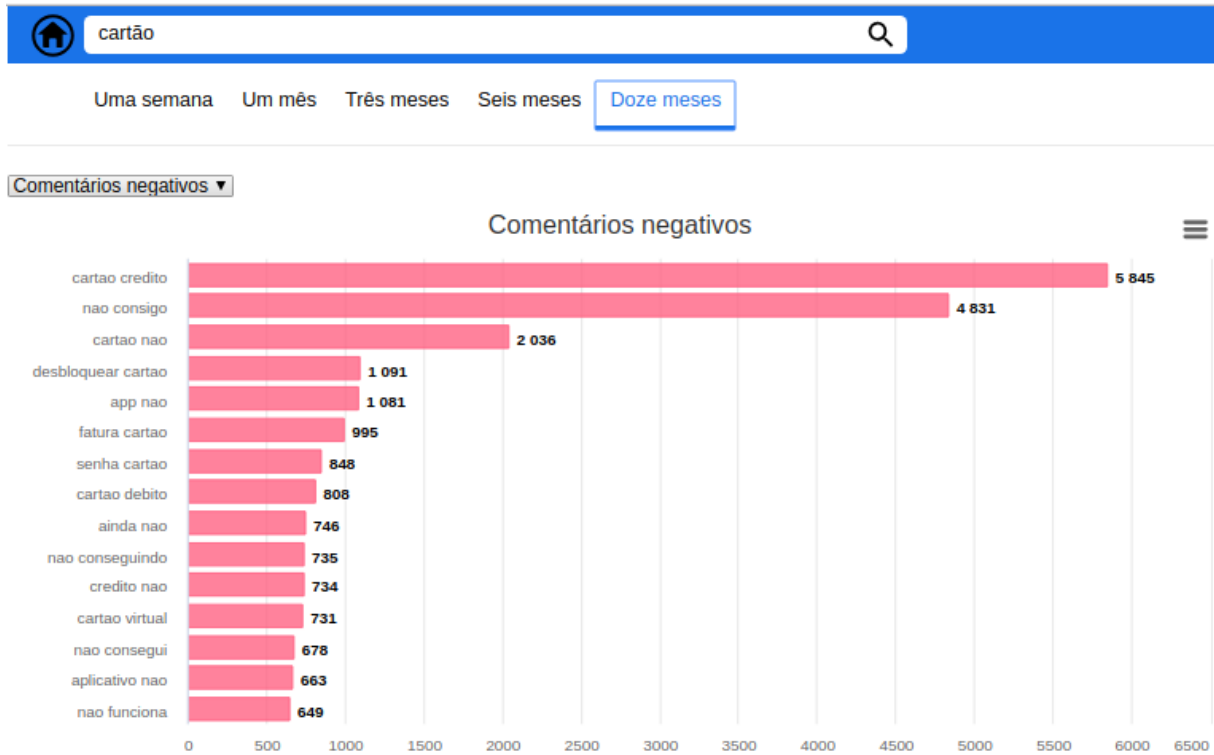 cartão
Uma semana Um mês Três meses Seis meses Doze meses
Comentários negativos ▼
Comentários negativos
cartao credito 5 845
nao consigo 4 831
cartao nao 2 036
desbloquear cartao 1 091
app nao 1 081
fatura cartao 995
senha cartao 848
cartao debito 808
ainda nao 746
nao conseguindo 735
credito nao 734
cartao virtual 731
nao consegui 678
aplicativo nao 663
nao funciona 649
0 500 1000 1500 2000 2500 3000 3500 4000 4500 5000 5500 6000 6500